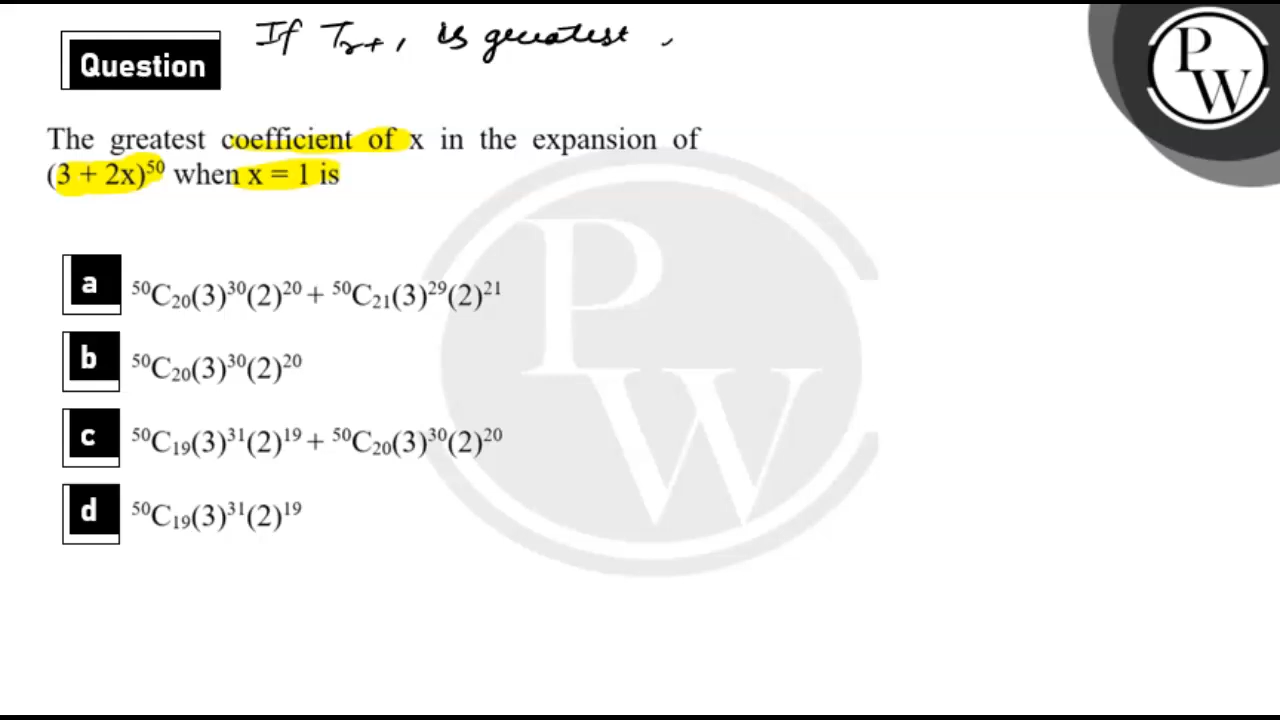 If Tr+1 is greatest ,
Question
PW
The greatest coefficient of x in the expansion of
(3 + 2x)⁵⁰ when x = 1 is
a ⁵⁰C₂₀(3)³⁰(2)²⁰ + ⁵⁰C₂₁(3)²⁹(2)²¹
b ⁵⁰C₂₀(3)³⁰(2)²⁰
c ⁵⁰C₁₉(3)³¹(2)¹⁹ + ⁵⁰C₂₀(3)³⁰(2)²⁰
d ⁵⁰C₁₉(3)³¹(2)¹⁹
PW